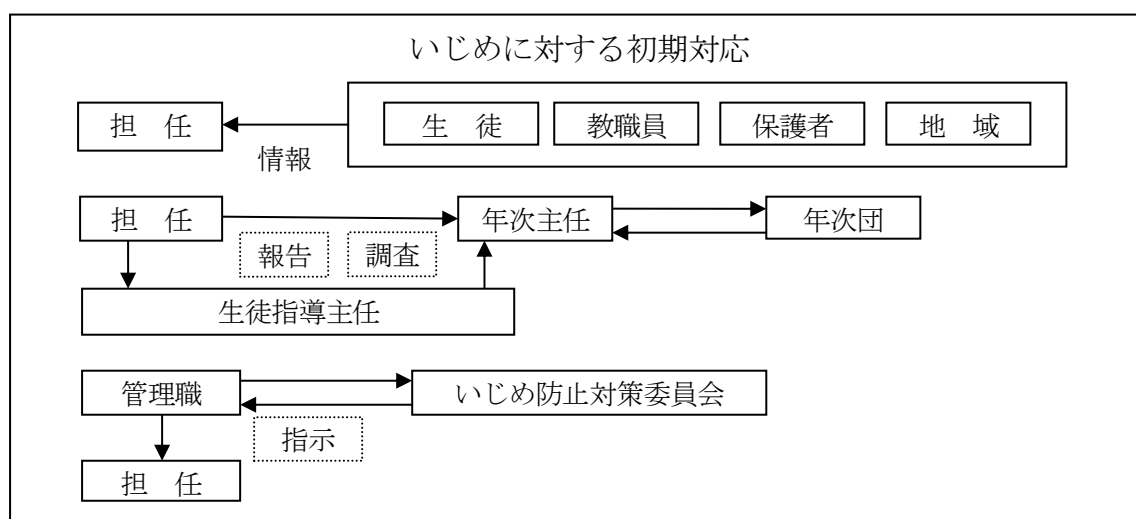 いじめに対する初期対応
担　任
生　徒
教職員
保護者
地　域
情報
担　任
年次主任
年次団
報告
調査
生徒指導主任
管理職
いじめ防止対策委員会
指示
担　任